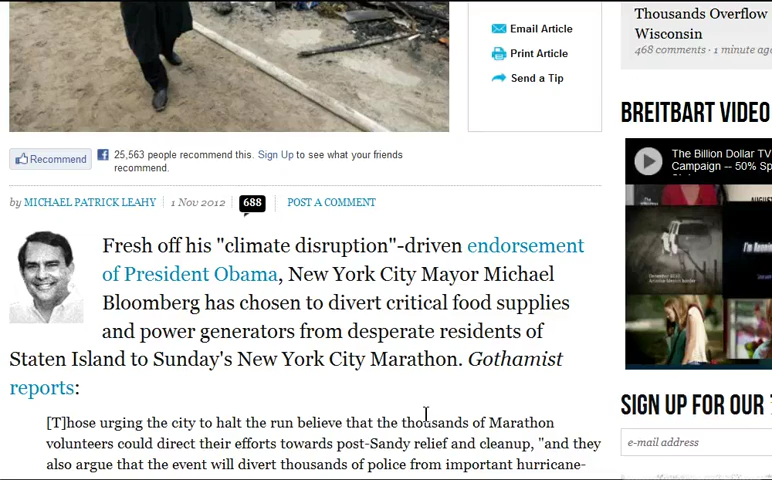 Email Article
Print Article
Send a Tip
Thousands Overflow
Wisconsin
468 comments · 1 minute ago
BREITBART VIDEO
The Billion Dollar TV
Campaign -- 50% Sp
Recommend
25,563 people recommend this. Sign Up to see what your friends
recommend.
by MICHAEL PATRICK LEAHY
1 Nov 2012
688
POST A COMMENT
Fresh off his "climate disruption"-driven endorsement
of President Obama, New York City Mayor Michael
Bloomberg has chosen to divert critical food supplies
and power generators from desperate residents of
Staten Island to Sunday's New York City Marathon. Gothamist
reports:
[T]hose urging the city to halt the run believe that the thousands of Marathon
volunteers could direct their efforts towards post-Sandy relief and cleanup, "and they
also argue that the event will divert thousands of police from important hurricane-
SIGN UP FOR OUR
e-mail address